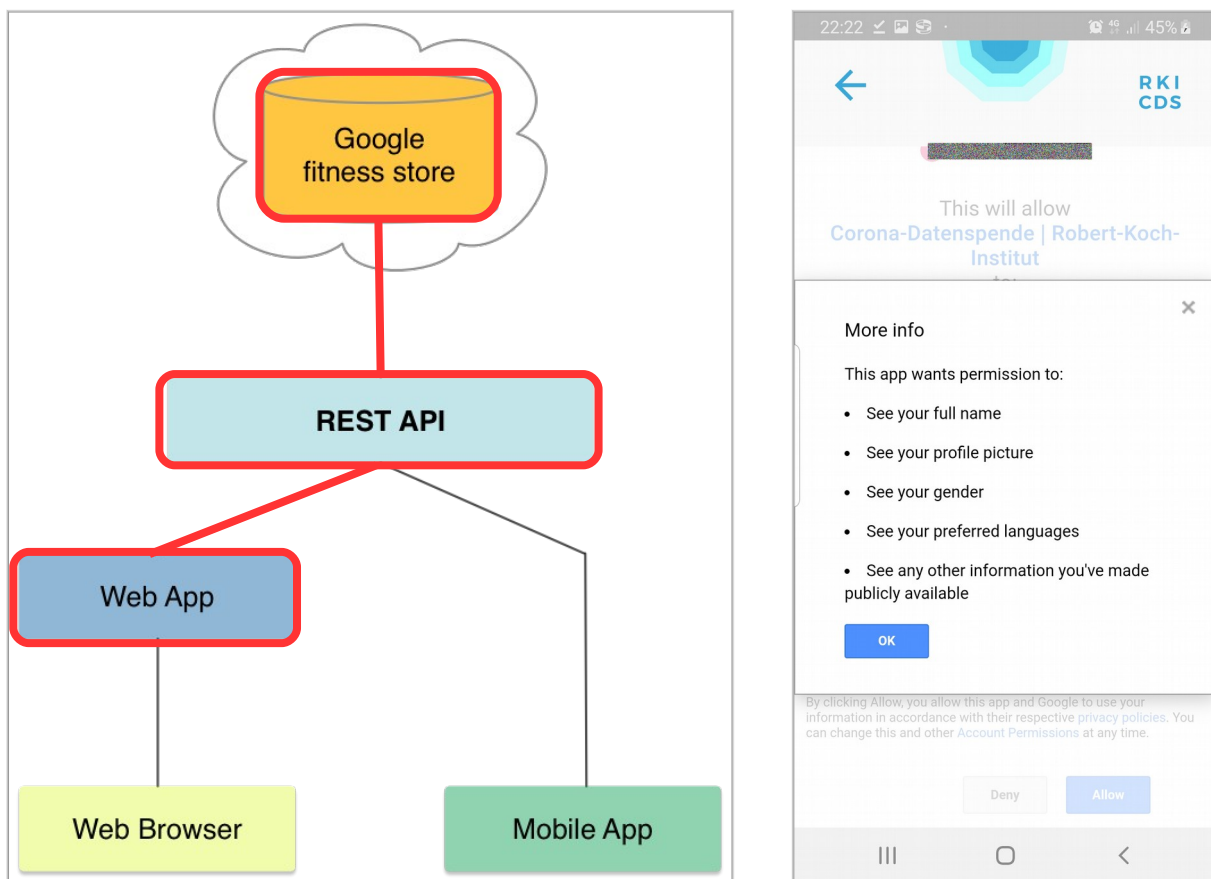 Google
fitness store
REST API
Web App
Web Browser
Mobile App
22:22
4G
45%
RKI
CDS
This will allow
Corona-Datenspende | Robert-Koch-
Institut
to:
More info
This app wants permission to:
• See your full name
• See your profile picture
• See your gender
• See your preferred languages
• See any other information you've made
publicly available
OK
By clicking Allow, you allow this app and Google to use your
information in accordance with their respective privacy policies. You
can change this and other Account Permissions at any time.
Deny
Allow